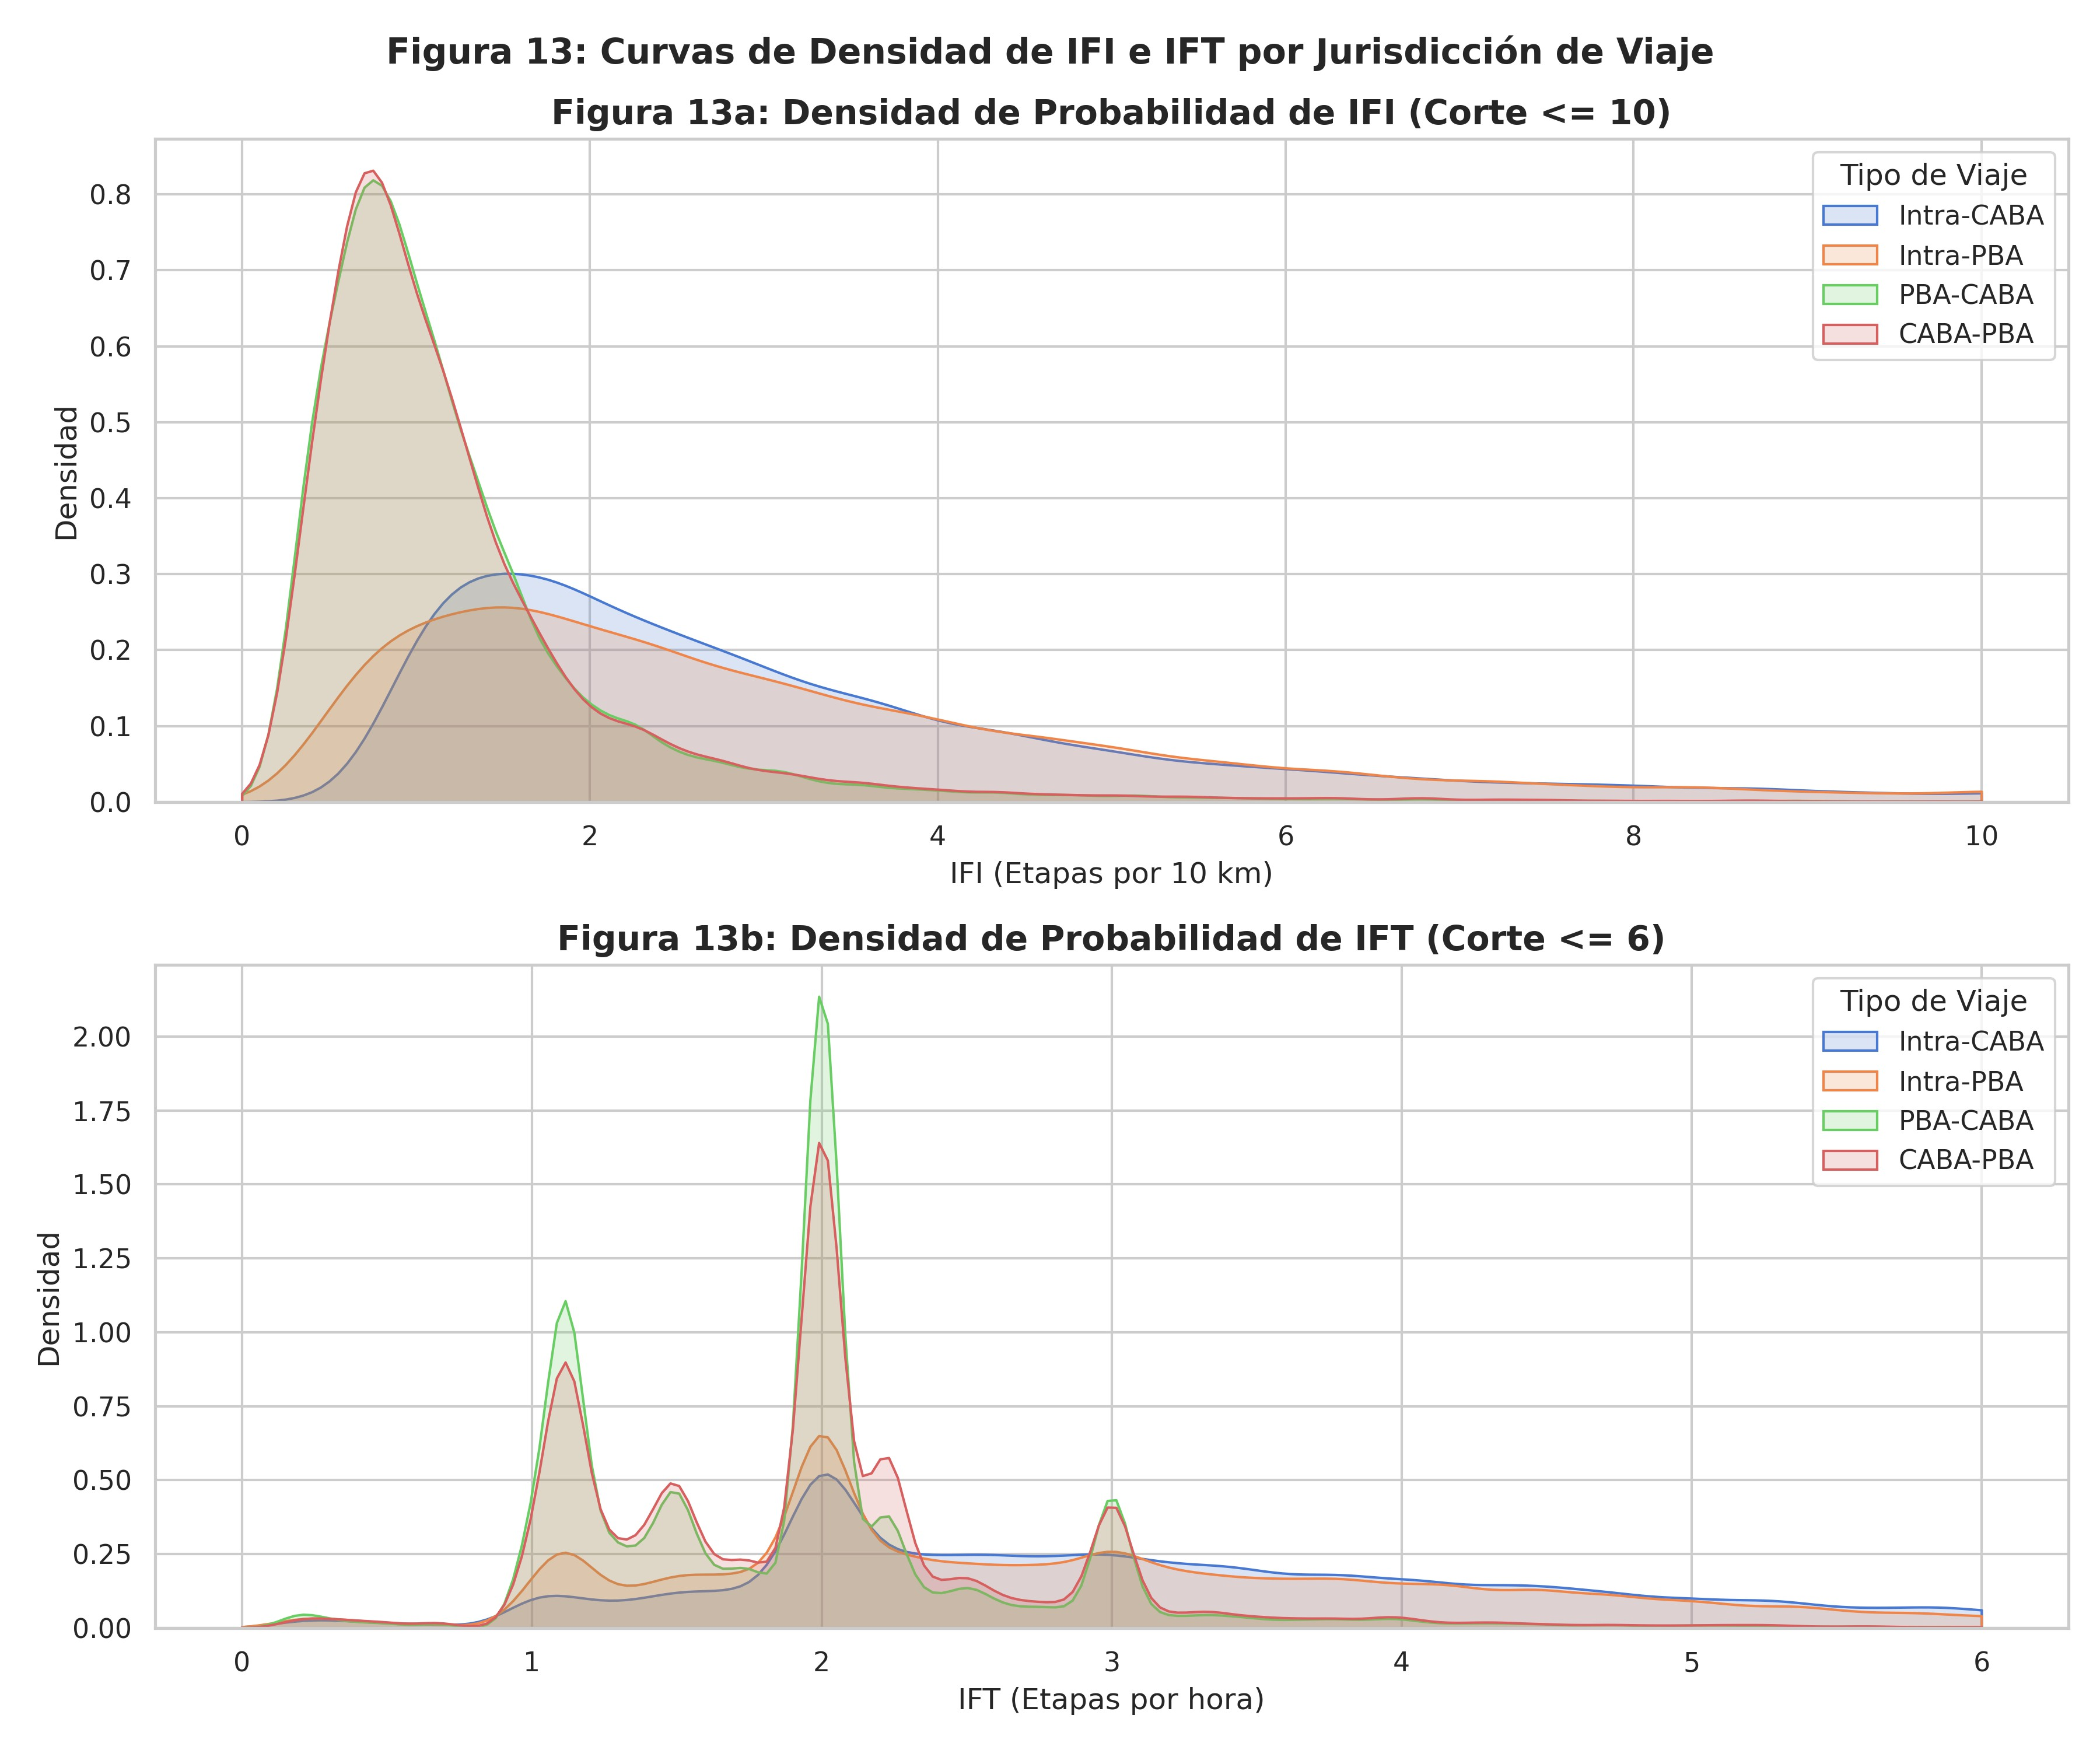 Figura 13: Curvas de Densidad de IFI e IFT por Jurisdicción de Viaje
Figura 13a: Densidad de Probabilidad de IFI (Corte <= 10)
Tipo de Viaje
Intra-CABA
Intra-PBA
PBA-CABA
CABA-PBA
Densidad
0.8
0.7
0.6
0.5
0.4
0.3
0.2
0.1
0.0
0 2 4 6 8 10
IFI (Etapas por 10 km)
Figura 13b: Densidad de Probabilidad de IFT (Corte <= 6)
Tipo de Viaje
Intra-CABA
Intra-PBA
PBA-CABA
CABA-PBA
Densidad
2.00
1.75
1.50
1.25
1.00
0.75
0.50
0.25
0.00
0 1 2 3 4 5 6
IFT (Etapas por hora)